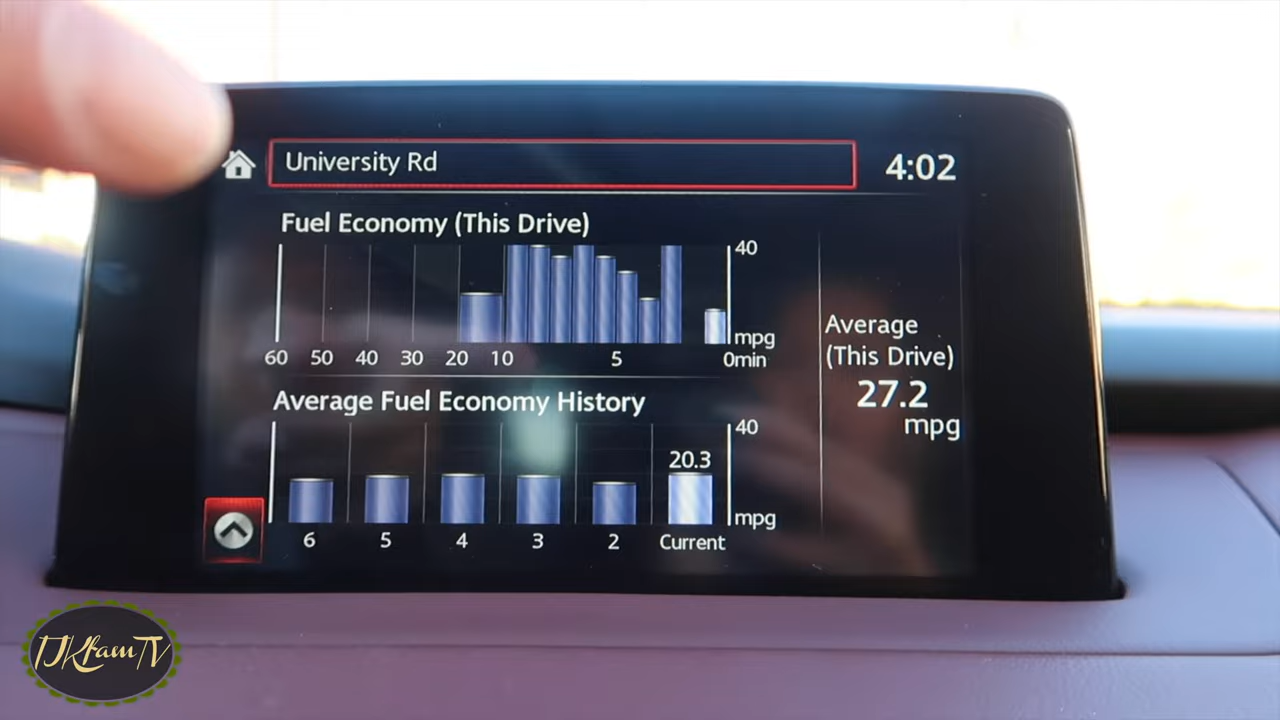 University Rd
4:02
Fuel Economy (This Drive)
40
mpg
60 50 40 30 20 10 5 0min
Average
(This Drive)
27.2
mpg
Average Fuel Economy History
40
20.3
mpg
6 5 4 3 2 Current
TJKfamTV